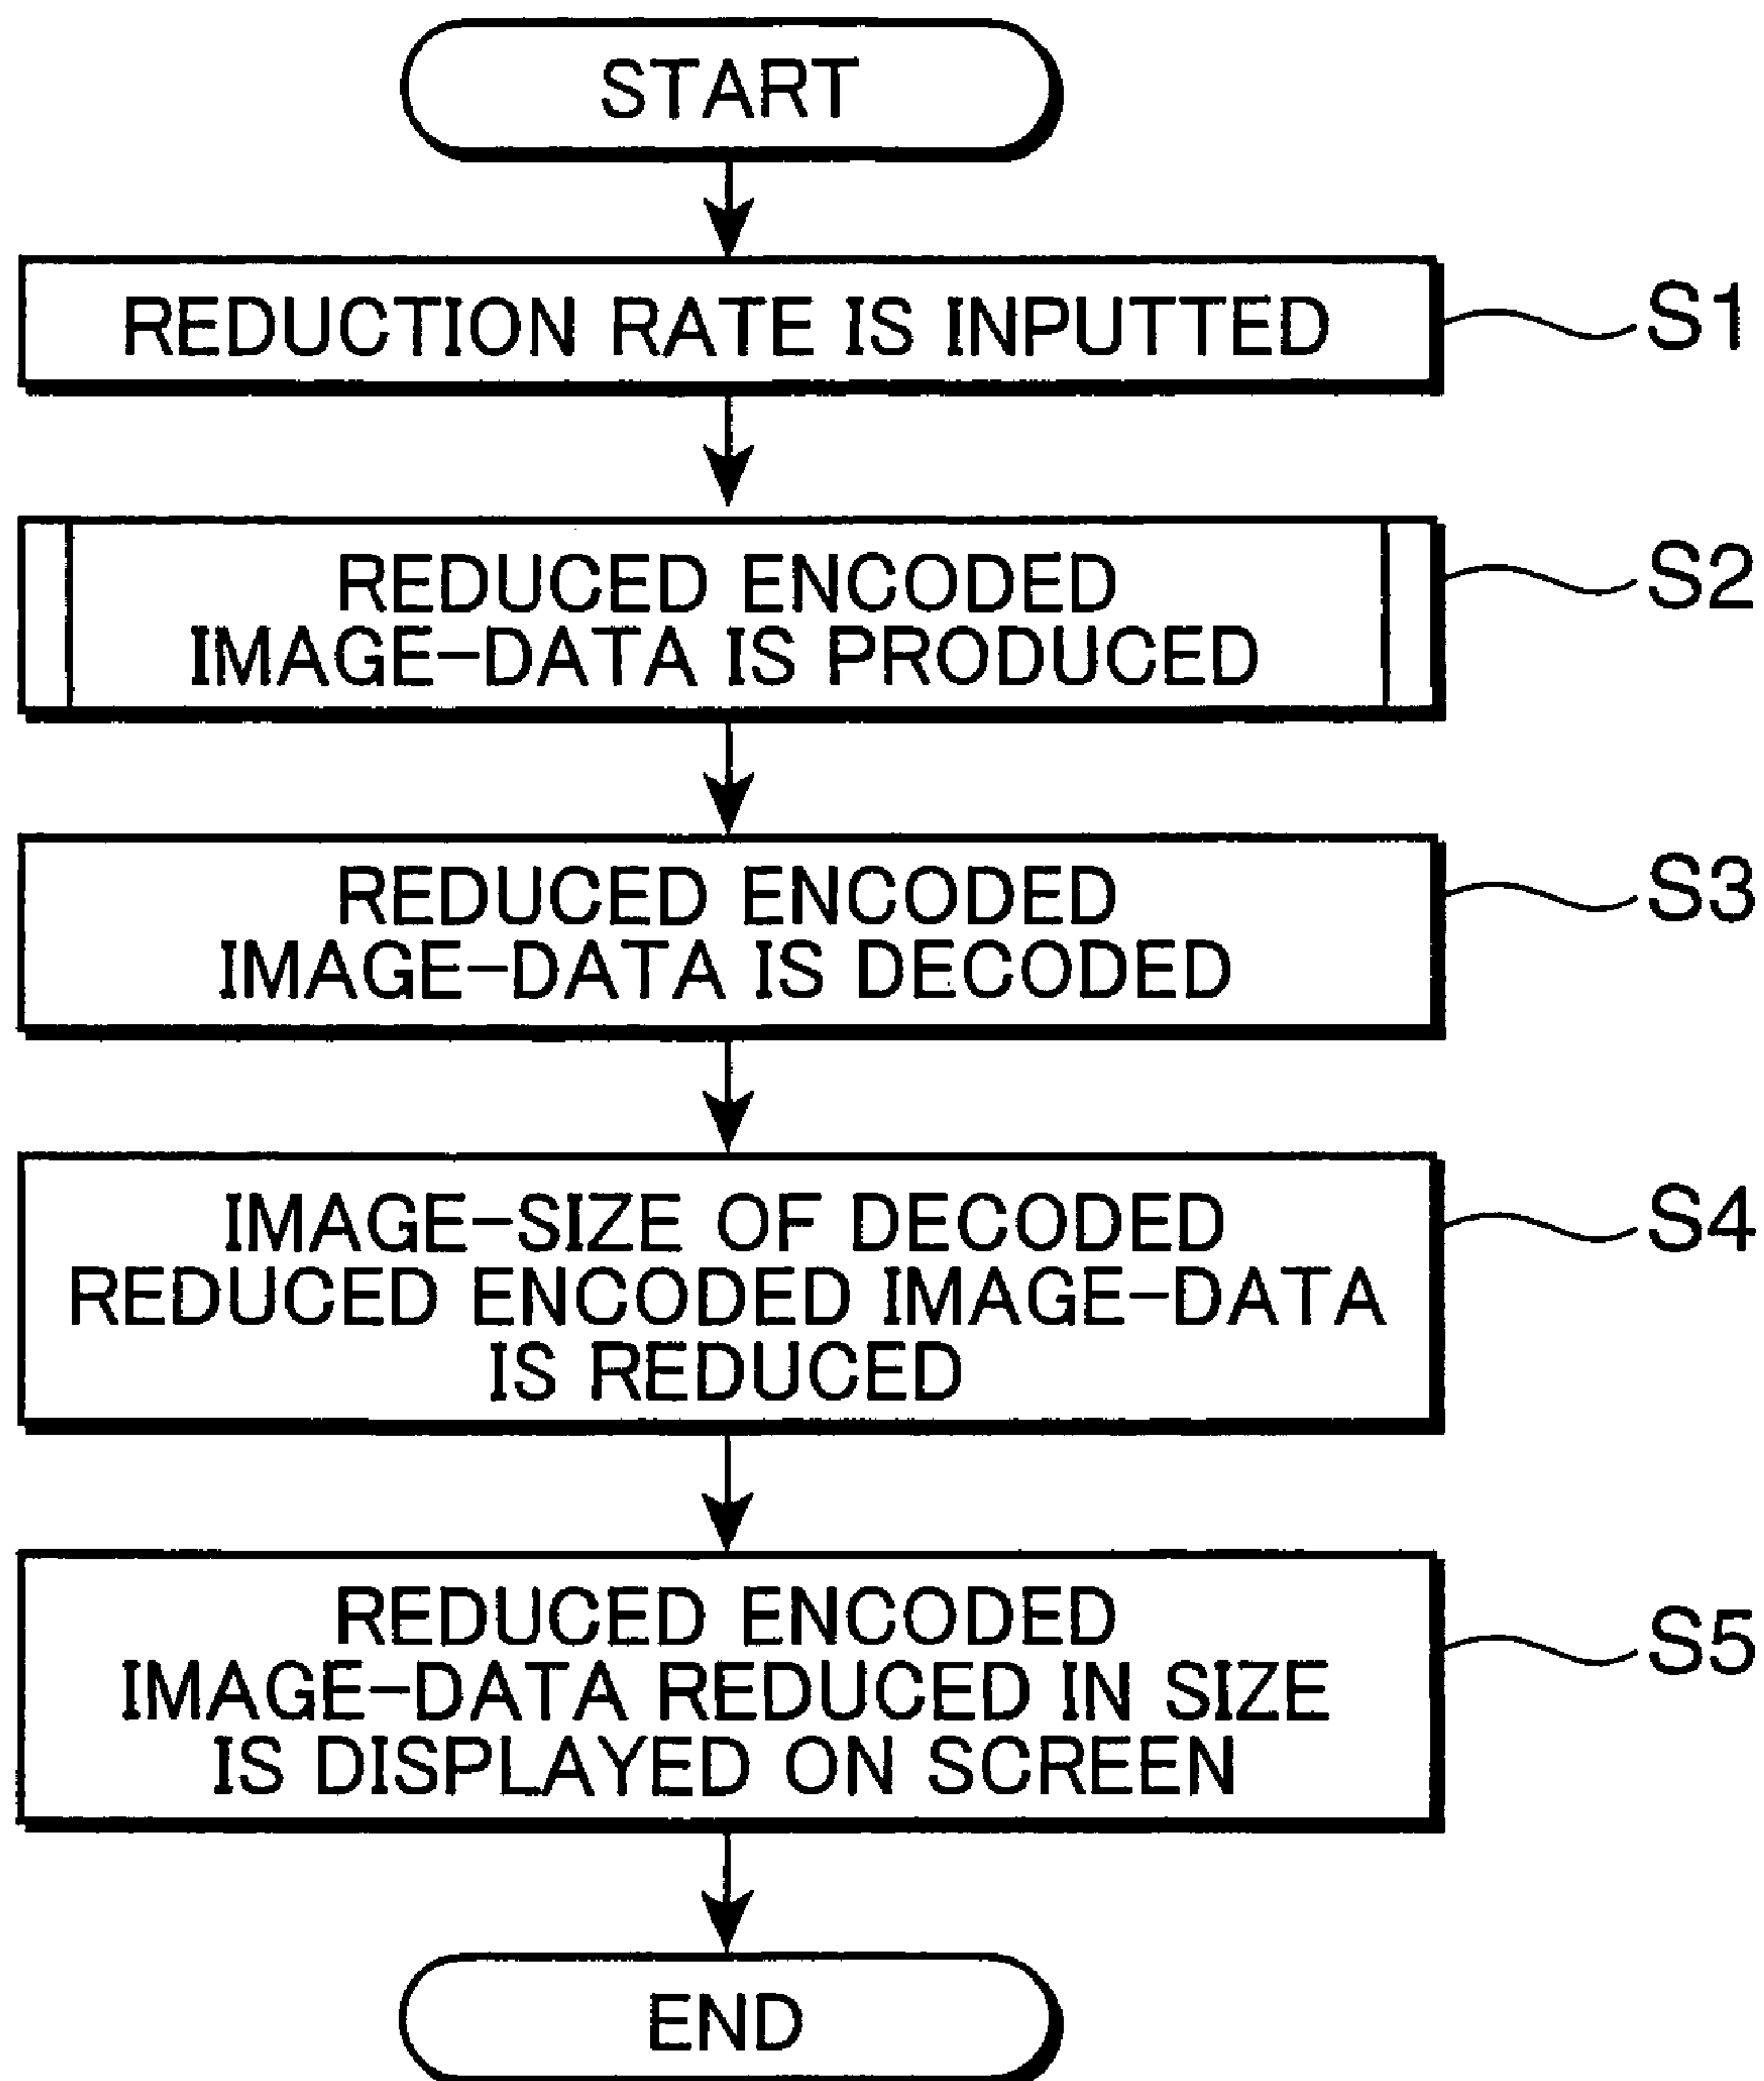 START
REDUCTION RATE IS INPUTTED
S1
REDUCED ENCODED
IMAGE-DATA IS PRODUCED
S2
REDUCED ENCODED
IMAGE-DATA IS DECODED
S3
IMAGE-SIZE OF DECODED
REDUCED ENCODED IMAGE-DATA
IS REDUCED
S4
REDUCED ENCODED
IMAGE-DATA REDUCED IN SIZE
IS DISPLAYED ON SCREEN
S5
END